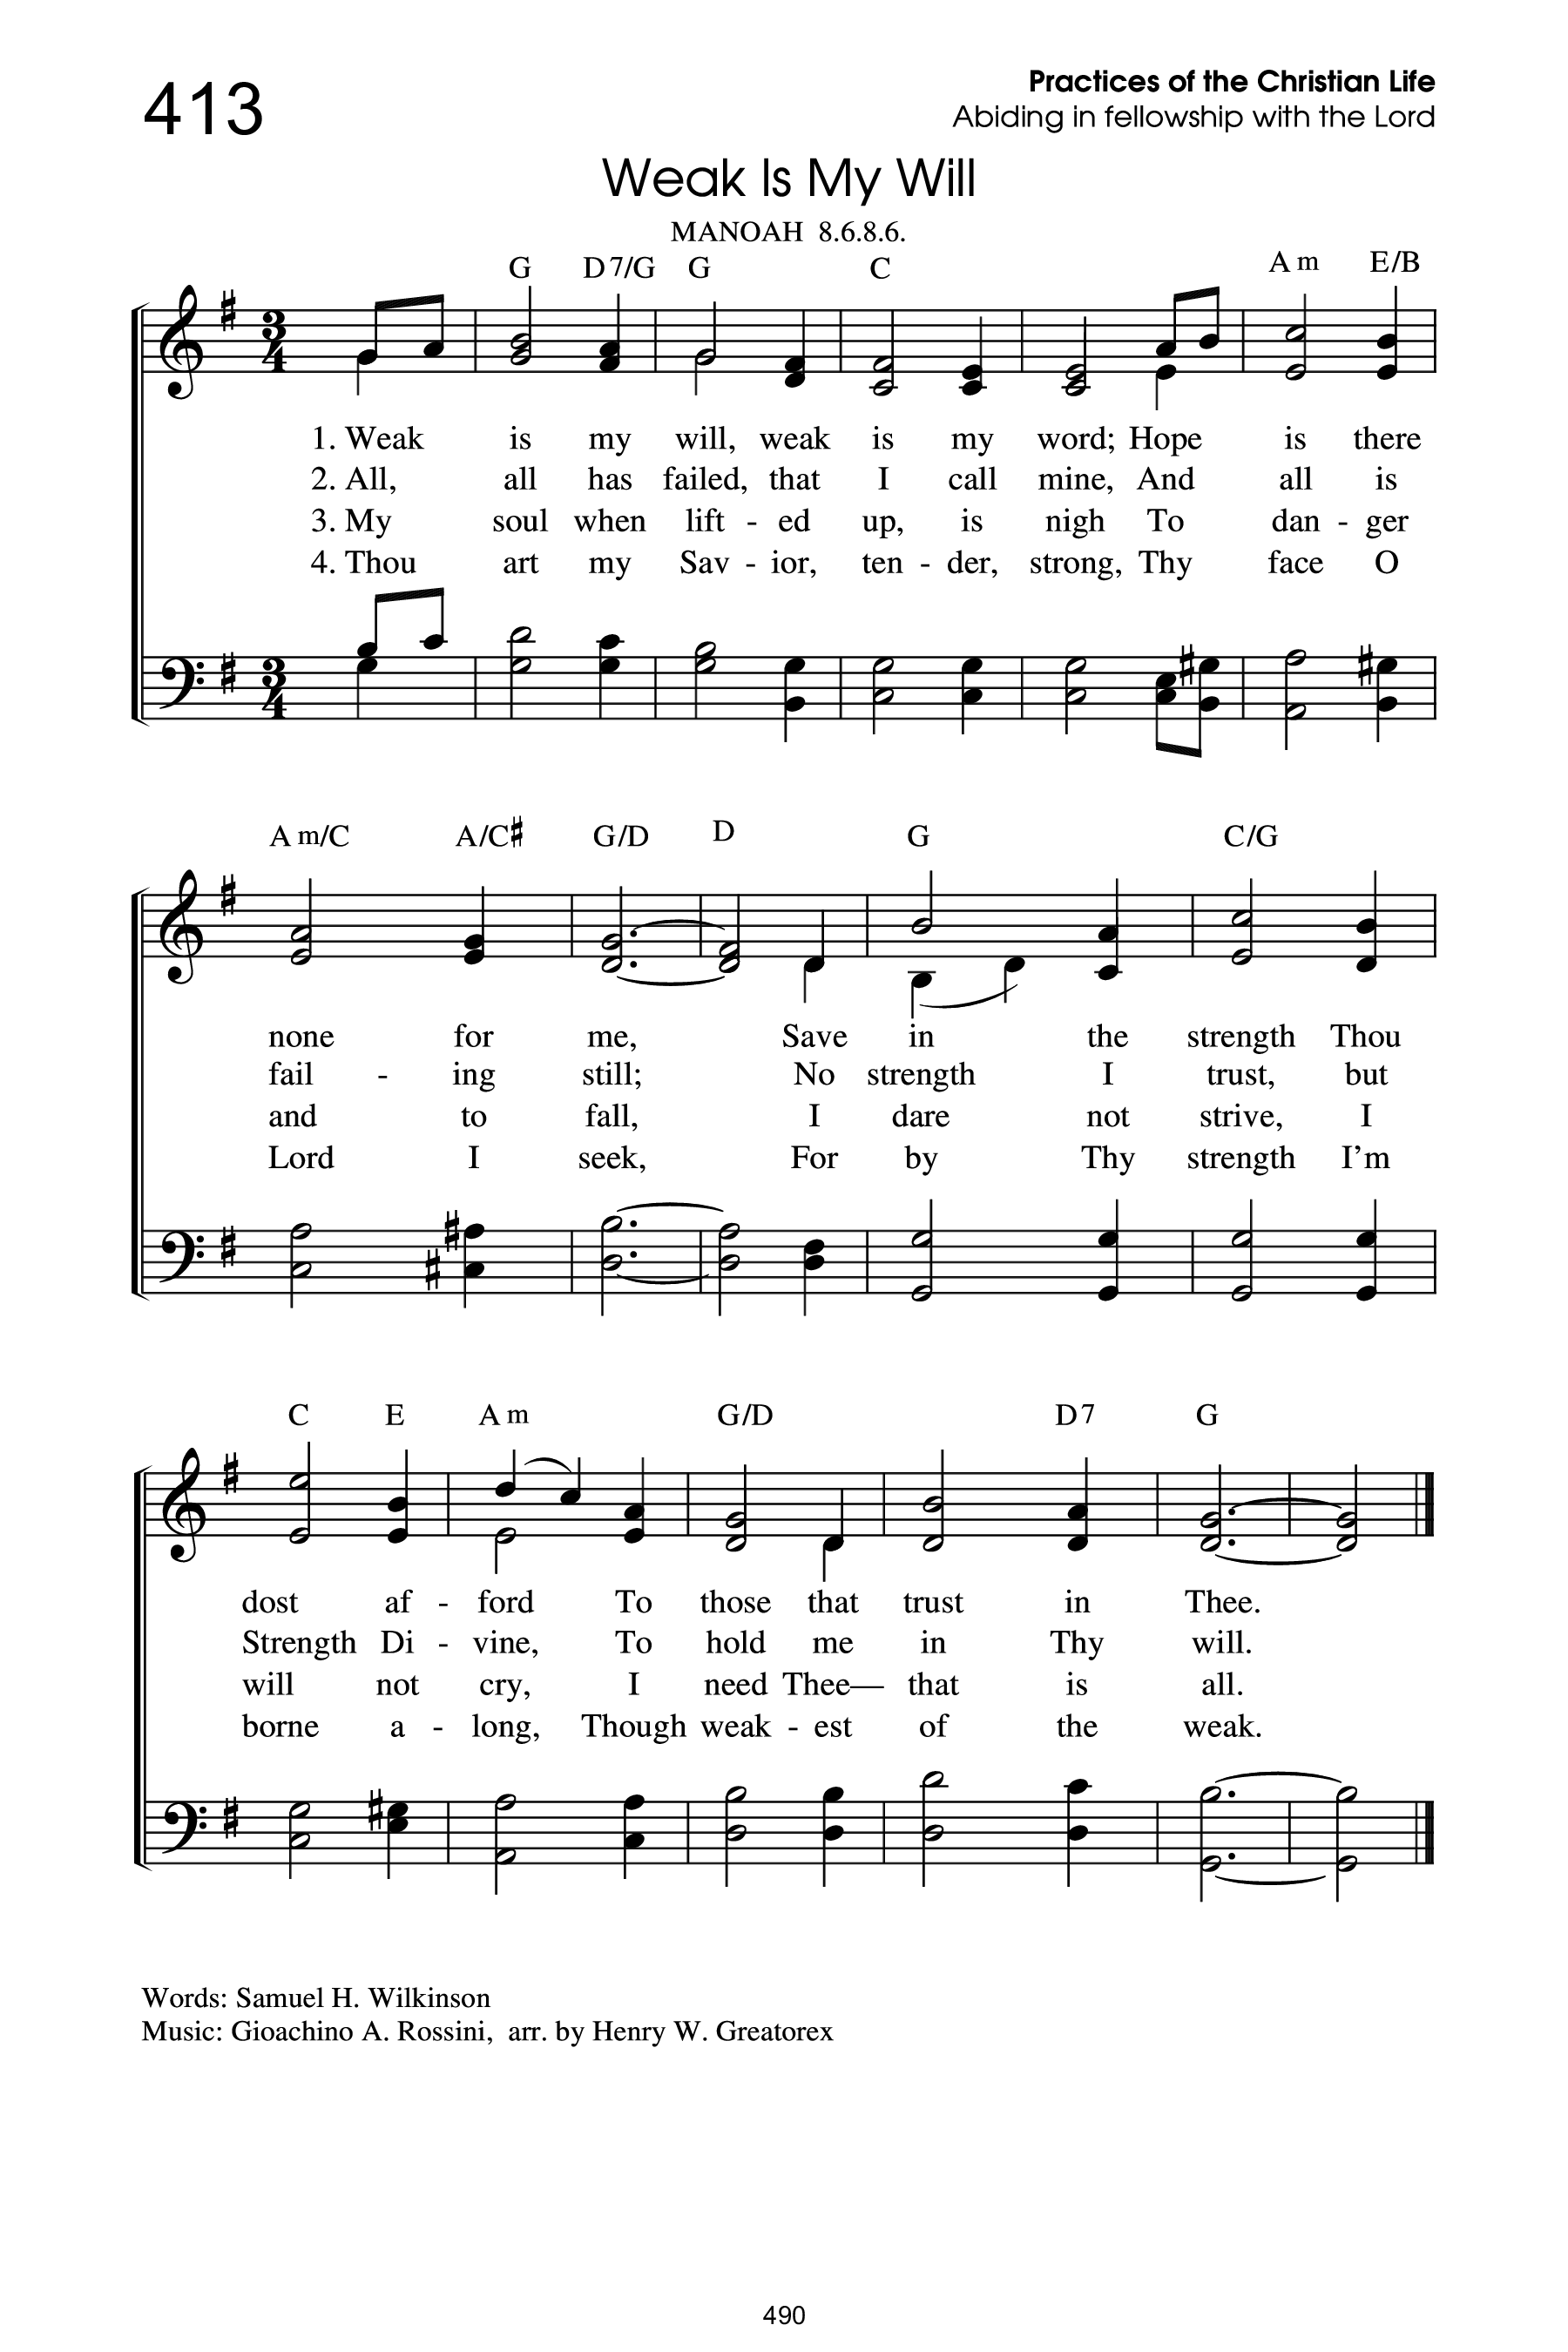 413
Practices of the Christian Life
Abiding in fellowship with the Lord
Weak Is My Will
MANOAH 8.6.8.6.
G D7/G G C Am E/B
1. Weak is my will, weak is my word; Hope is there
2. All, all has failed, that I call mine, And all is
3. My soul when lift - ed up, is nigh To dan - ger
4. Thou art my Sav - ior, ten - der, strong, Thy face O
Am/C A/C♯ G/D D G C/G
none for me, Save in the strength Thou
fail - ing still; No strength I trust, but
and to fall, I dare not strive, I
Lord I seek, For by Thy strength I'm
C E Am G/D D7 G
dost af - ford To those that trust in Thee.
Strength Di - vine, To hold me in Thy will.
will not cry, I need Thee— that is all.
borne a - long, Though weak - est of the weak.
Words: Samuel H. Wilkinson
Music: Gioachino A. Rossini, arr. by Henry W. Greatorex
490